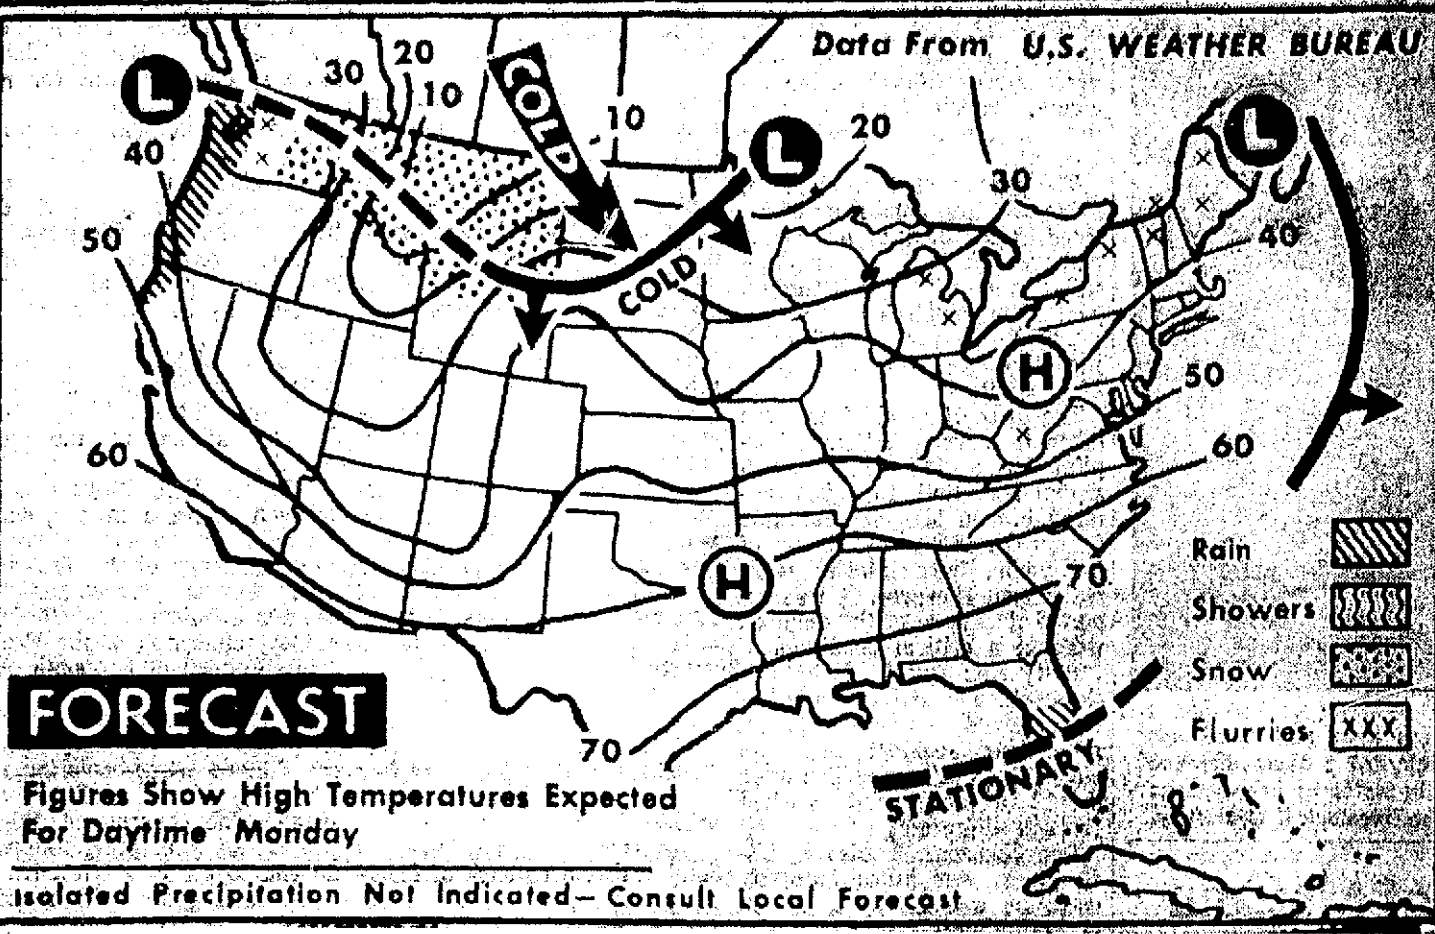 Data From U.S. WEATHER BUREAU
L
20
30
10
COLD
10
L
20
L
40
30
50
40
COLD
H
50
60
60
H
Rain
70
Showers
Snow
FORECAST
Flurries
XXX
70
STATIONARY
Figures Show High Temperatures Expected
For Daytime Monday
Isolated Precipitation Not Indicated—Consult Local Forecast